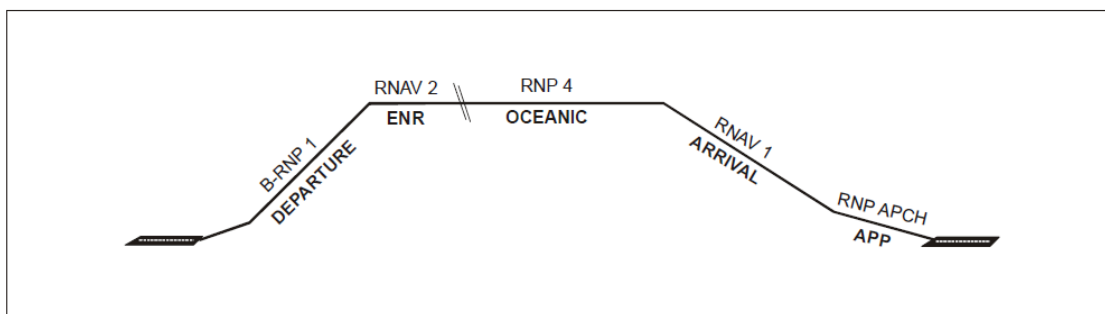 B-RNP 1
DEPARTURE
RNAV 2
ENR
RNP 4
OCEANIC
RNAV 1
ARRIVAL
RNP APCH
APP